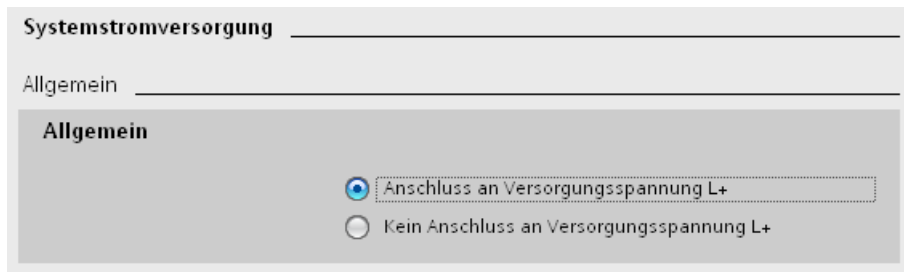 Systemstromversorgung
Allgemein
Allgemein
Anschluss an Versorgungsspannung L+
Kein Anschluss an Versorgungsspannung L+